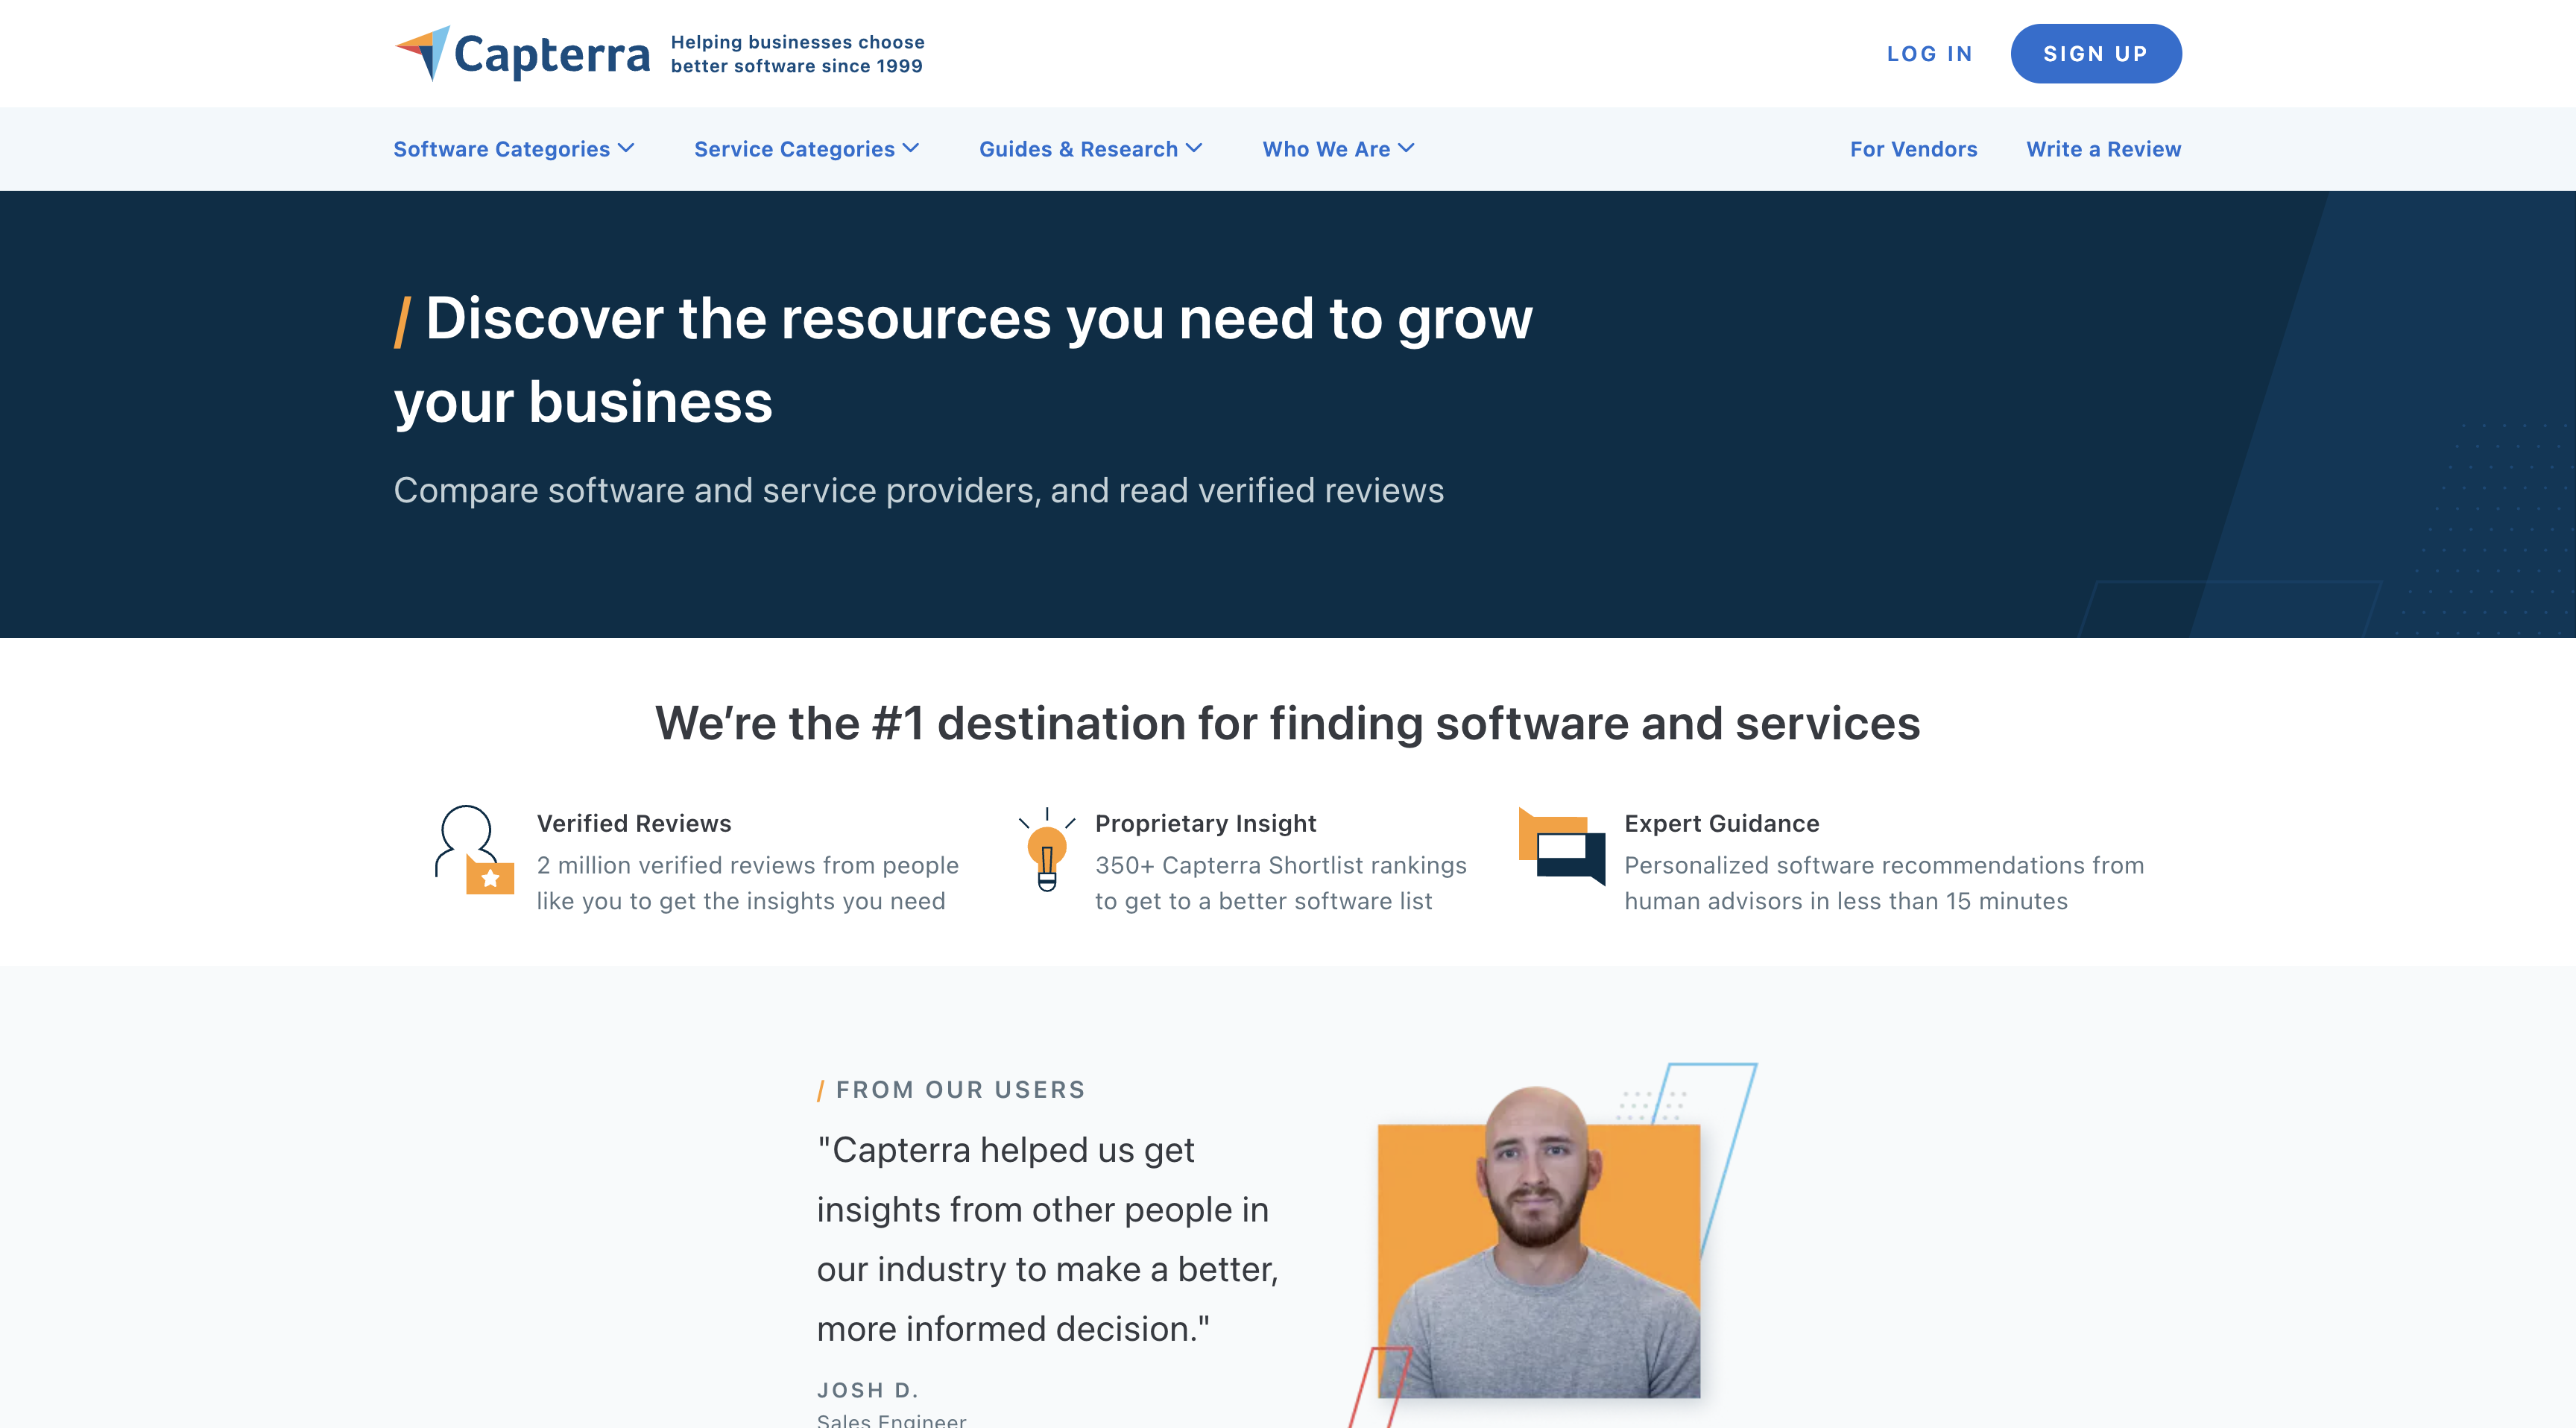 Capterra
Helping businesses choose
better software since 1999
LOG IN
SIGN UP
Software Categories
Service Categories
Guides & Research
Who We Are
For Vendors
Write a Review
/ Discover the resources you need to grow
your business
Compare software and service providers, and read verified reviews
We’re the #1 destination for finding software and services
Verified Reviews
2 million verified reviews from people
like you to get the insights you need
Proprietary Insight
350+ Capterra Shortlist rankings
to get to a better software list
Expert Guidance
Personalized software recommendations from
human advisors in less than 15 minutes
/ FROM OUR USERS
"Capterra helped us get
insights from other people in
our industry to make a better,
more informed decision."
JOSH D.
Sales Engineer